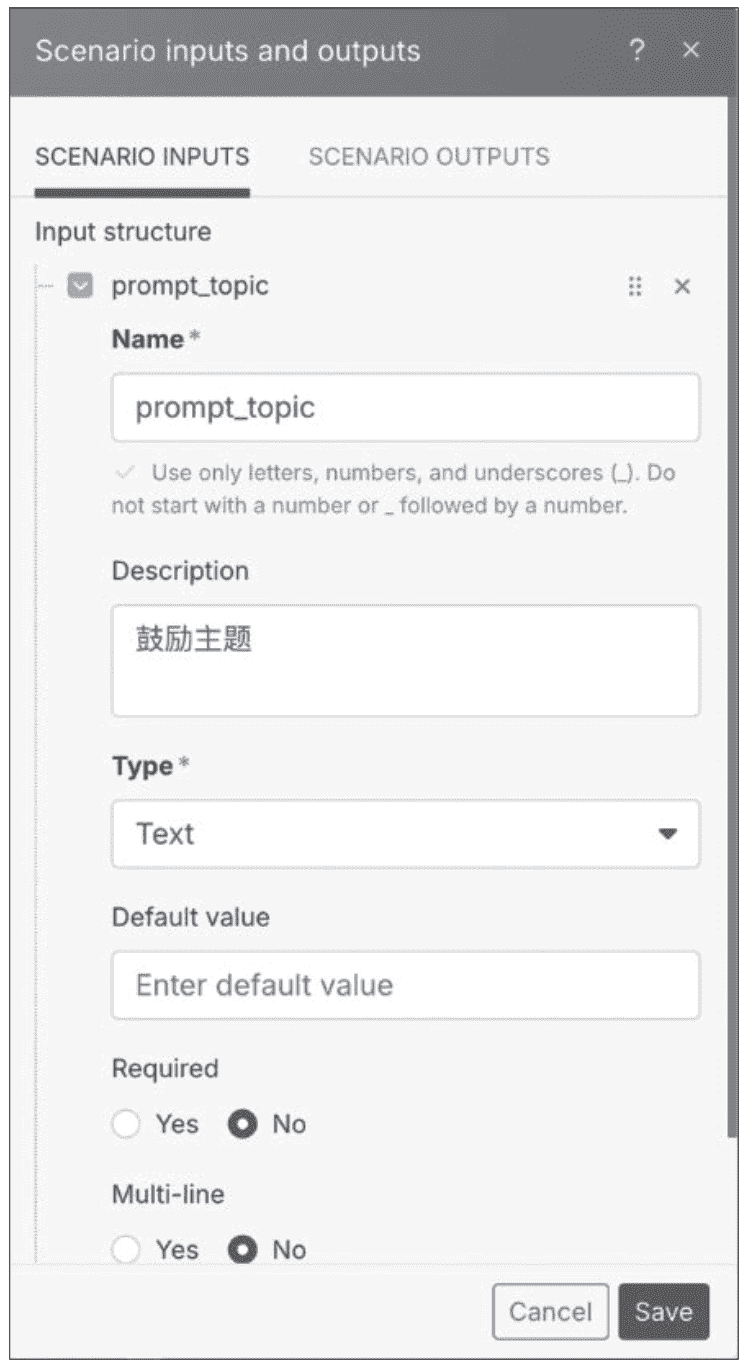 Scenario inputs and outputs ? ×
SCENARIO INPUTS SCENARIO OUTPUTS
Input structure
prompt_topic ×
Name *
prompt_topic
✓ Use only letters, numbers, and underscores (_). Do
not start with a number or _ followed by a number.
Description
鼓励主题
Type *
Text
Default value
Enter default value
Required
Yes No
Multi-line
Yes No
Cancel Save